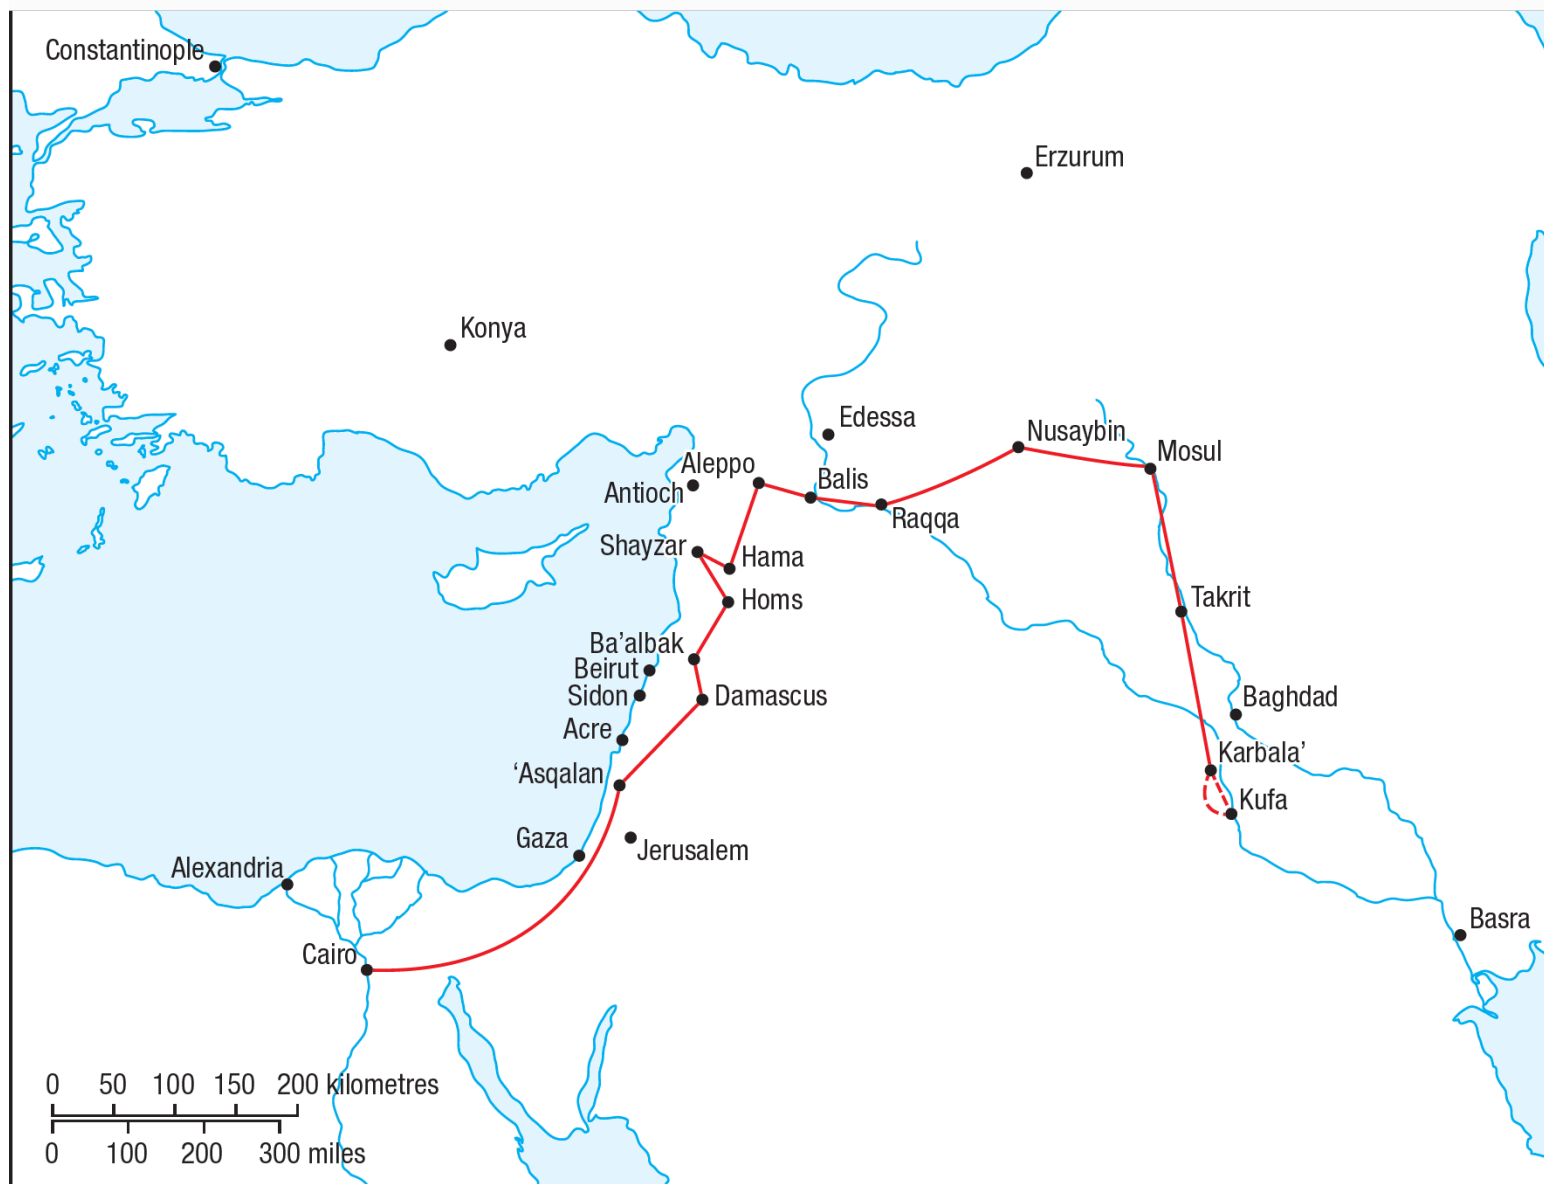 Constantinople
Erzurum
Konya
Edessa
Nusaybin
Mosul
Aleppo
Antioch
Balis
Raqqa
Shayzar
Hama
Homs
Takrit
Ba’albak
Beirut
Sidon
Damascus
Baghdad
Acre
Karbala’
‘Asqalan
Kufa
Gaza
Jerusalem
Alexandria
Basra
Cairo
0 50 100 150 200 kilometres
0 100 200 300 miles